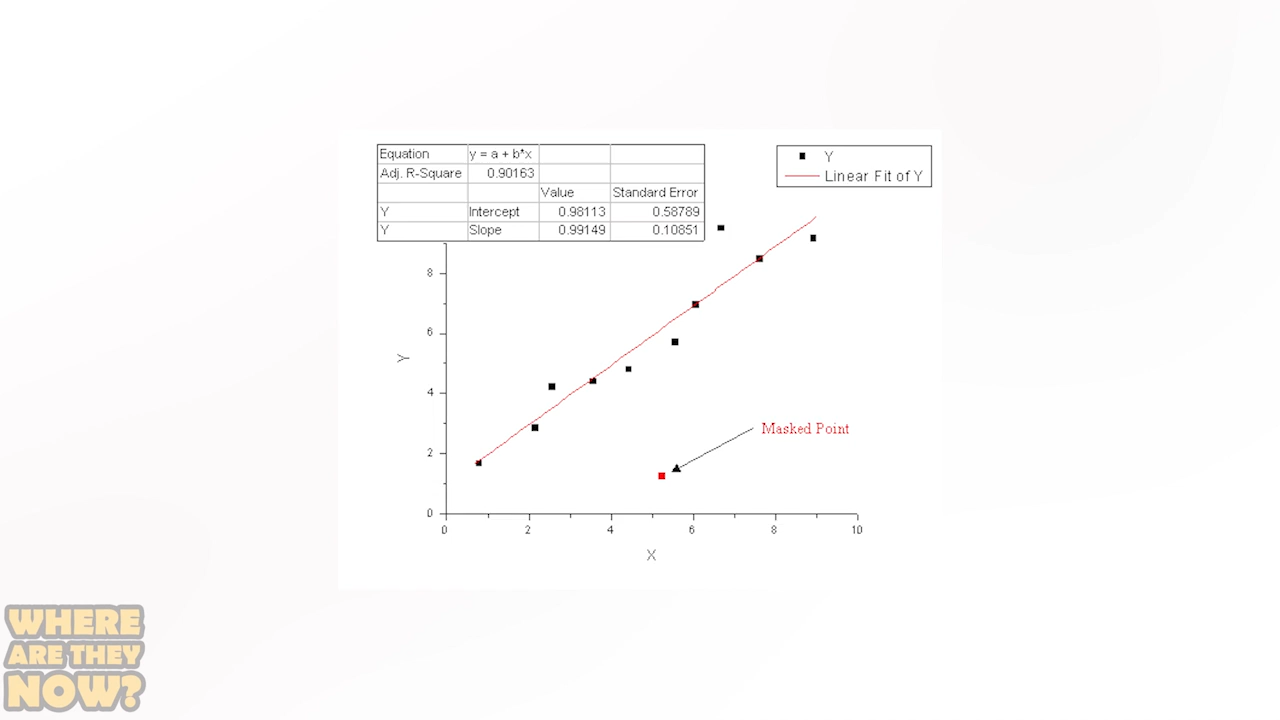 Equation y = a + b*x
Adj. R-Square 0.90163
Value Standard Error
Y Intercept 0.98113 0.58789
Y Slope 0.99149 0.10851
Y
Linear Fit of Y
8
6
Y
4
Masked Point
2
0
0 2 4 6 8 10
X
WHERE
ARE THEY
NOW?